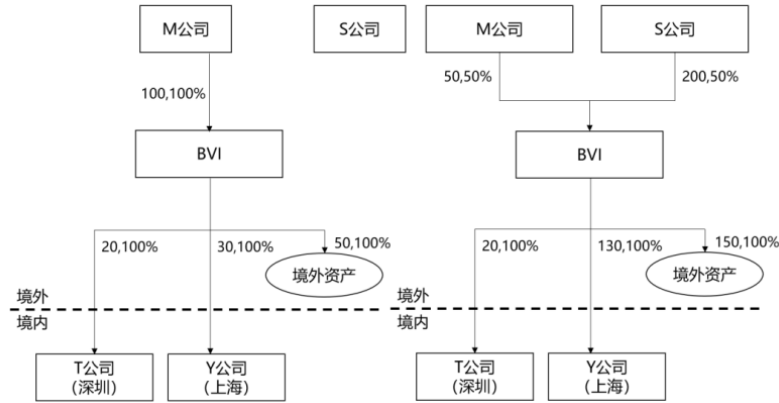 M公司
S公司
M公司
S公司
100,100%
50,50%
200,50%
BVI
BVI
20,100%
30,100%
50,100%
20,100%
130,100%
150,100%
境外资产
境外资产
境外
境内
境外
境内
T公司
(深圳)
Y公司
(上海)
T公司
(深圳)
Y公司
(上海)